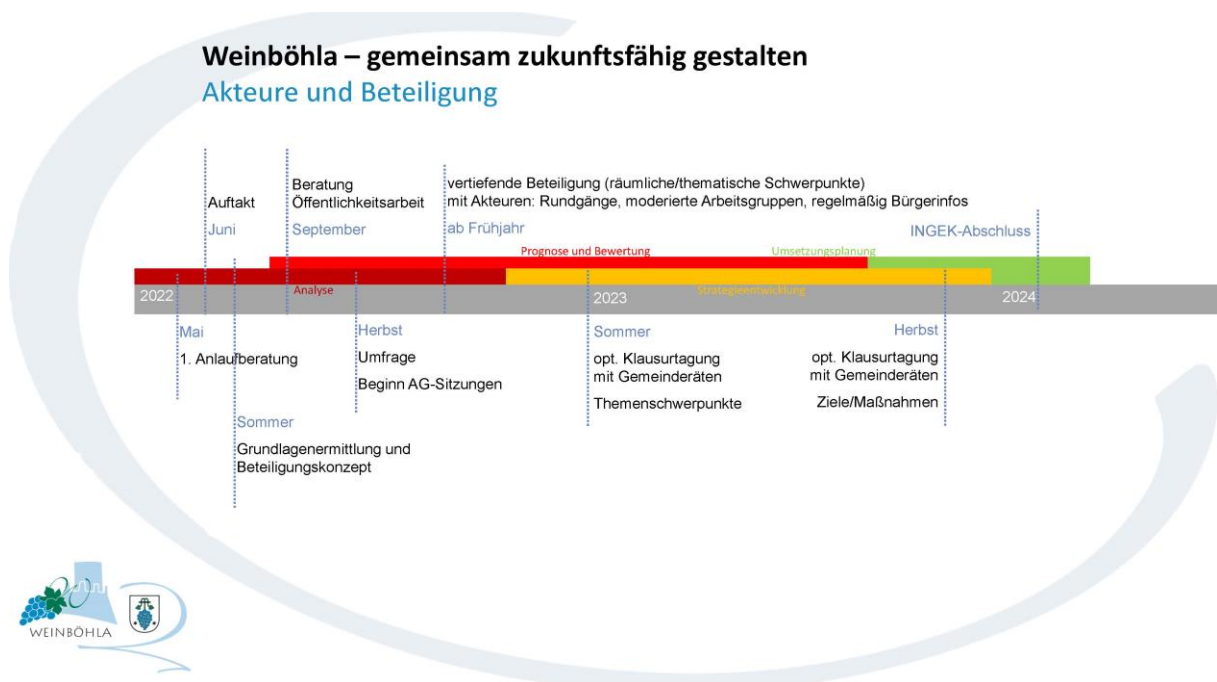 Weinböhla – gemeinsam zukunftsfähig gestalten
Akteure und Beteiligung
Auftakt
Juni
Beratung
Öffentlichkeitsarbeit
September
vertiefende Beteiligung (räumliche/thematische Schwerpunkte)
mit Akteuren: Rundgänge, moderierte Arbeitsgruppen, regelmäßig Bürgerinfos
ab Frühjahr
INGEK-Abschluss
Prognose und Bewertung
Umsetzungsplanung
Analyse
Strategieentwicklung
2022
2023
2024
Mai
1. Anlaufberatung
Sommer
Grundlagenermittlung und
Beteiligungskonzept
Herbst
Umfrage
Beginn AG-Sitzungen
Sommer
opt. Klausurtagung
mit Gemeinderäten
Themenschwerpunkte
Herbst
opt. Klausurtagung
mit Gemeinderäten
Ziele/Maßnahmen
WEINBÖHLA